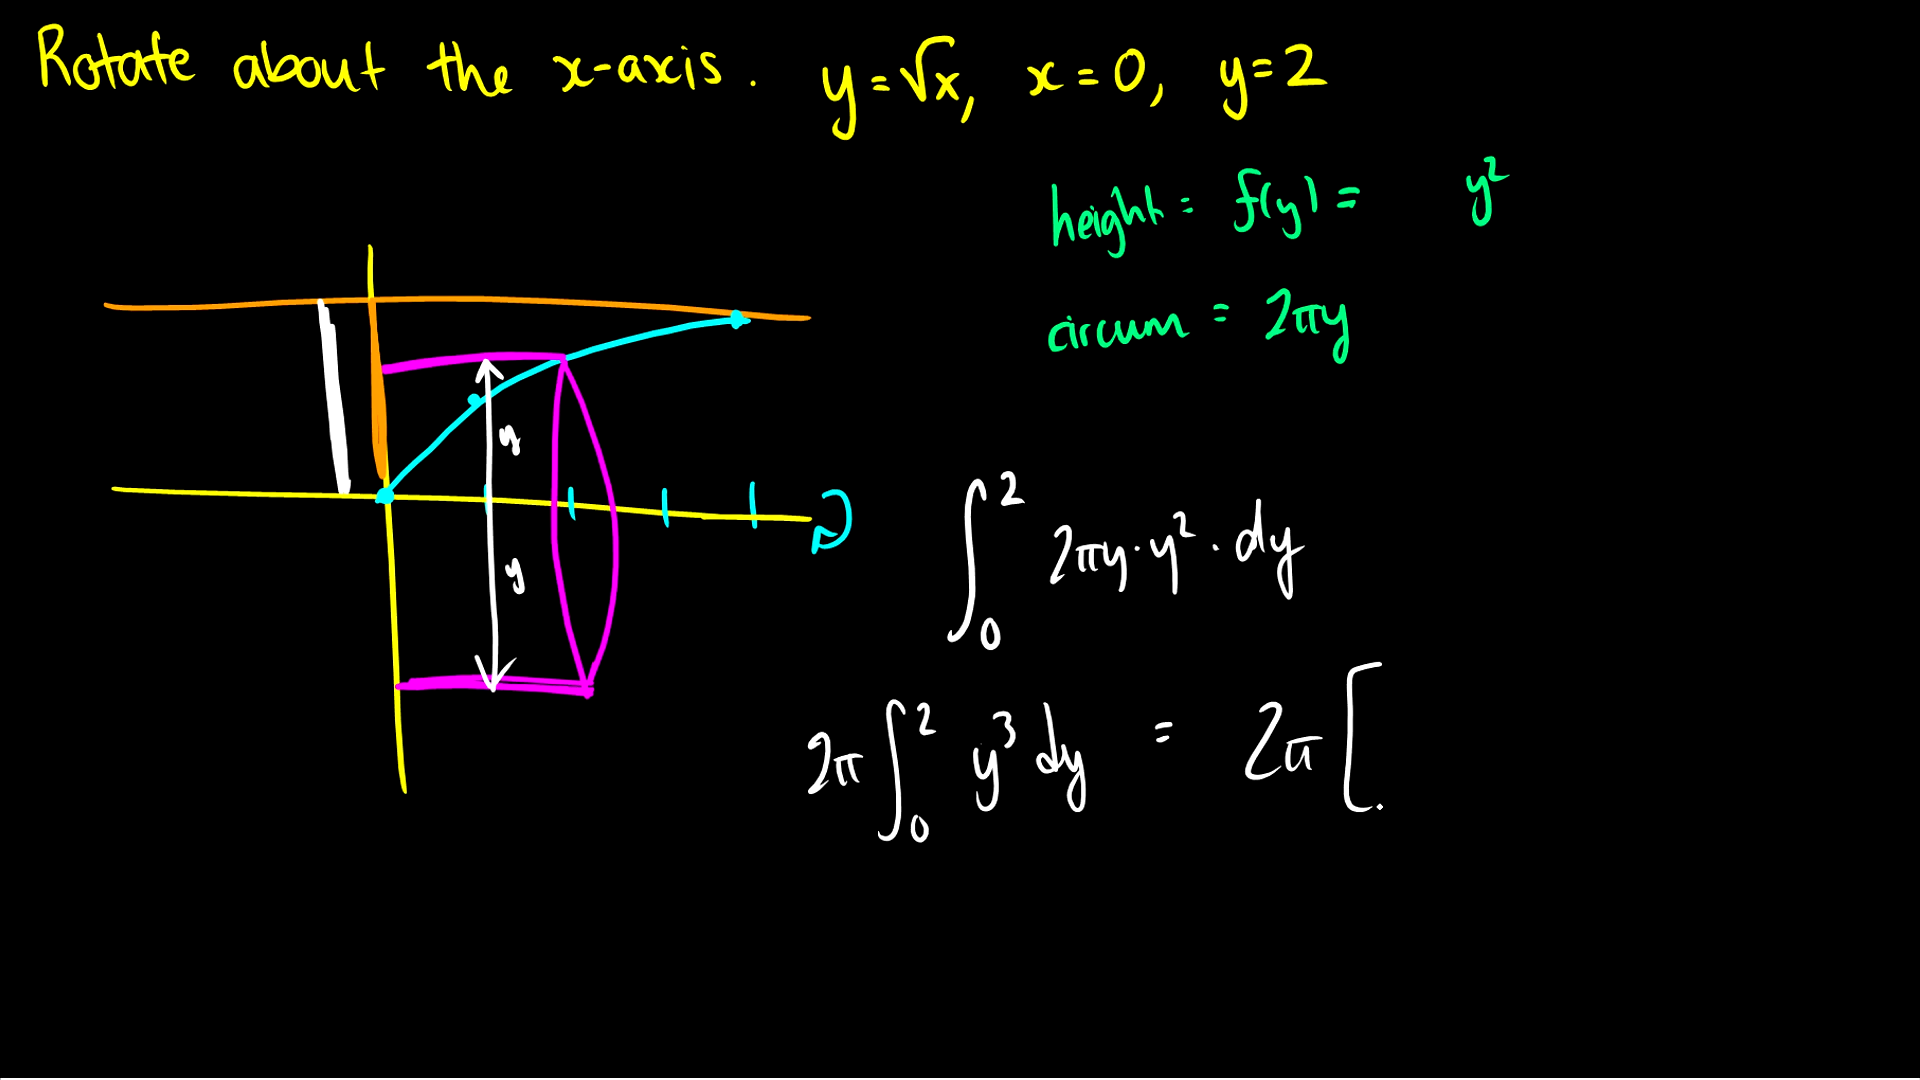 Rotate about the x-axis. y=√x, x=0, y=2
height = f(y) = y²
circum = 2πy
y
y
∫₀² 2πy·y²·dy
2π∫₀² y³ dy = 2π[